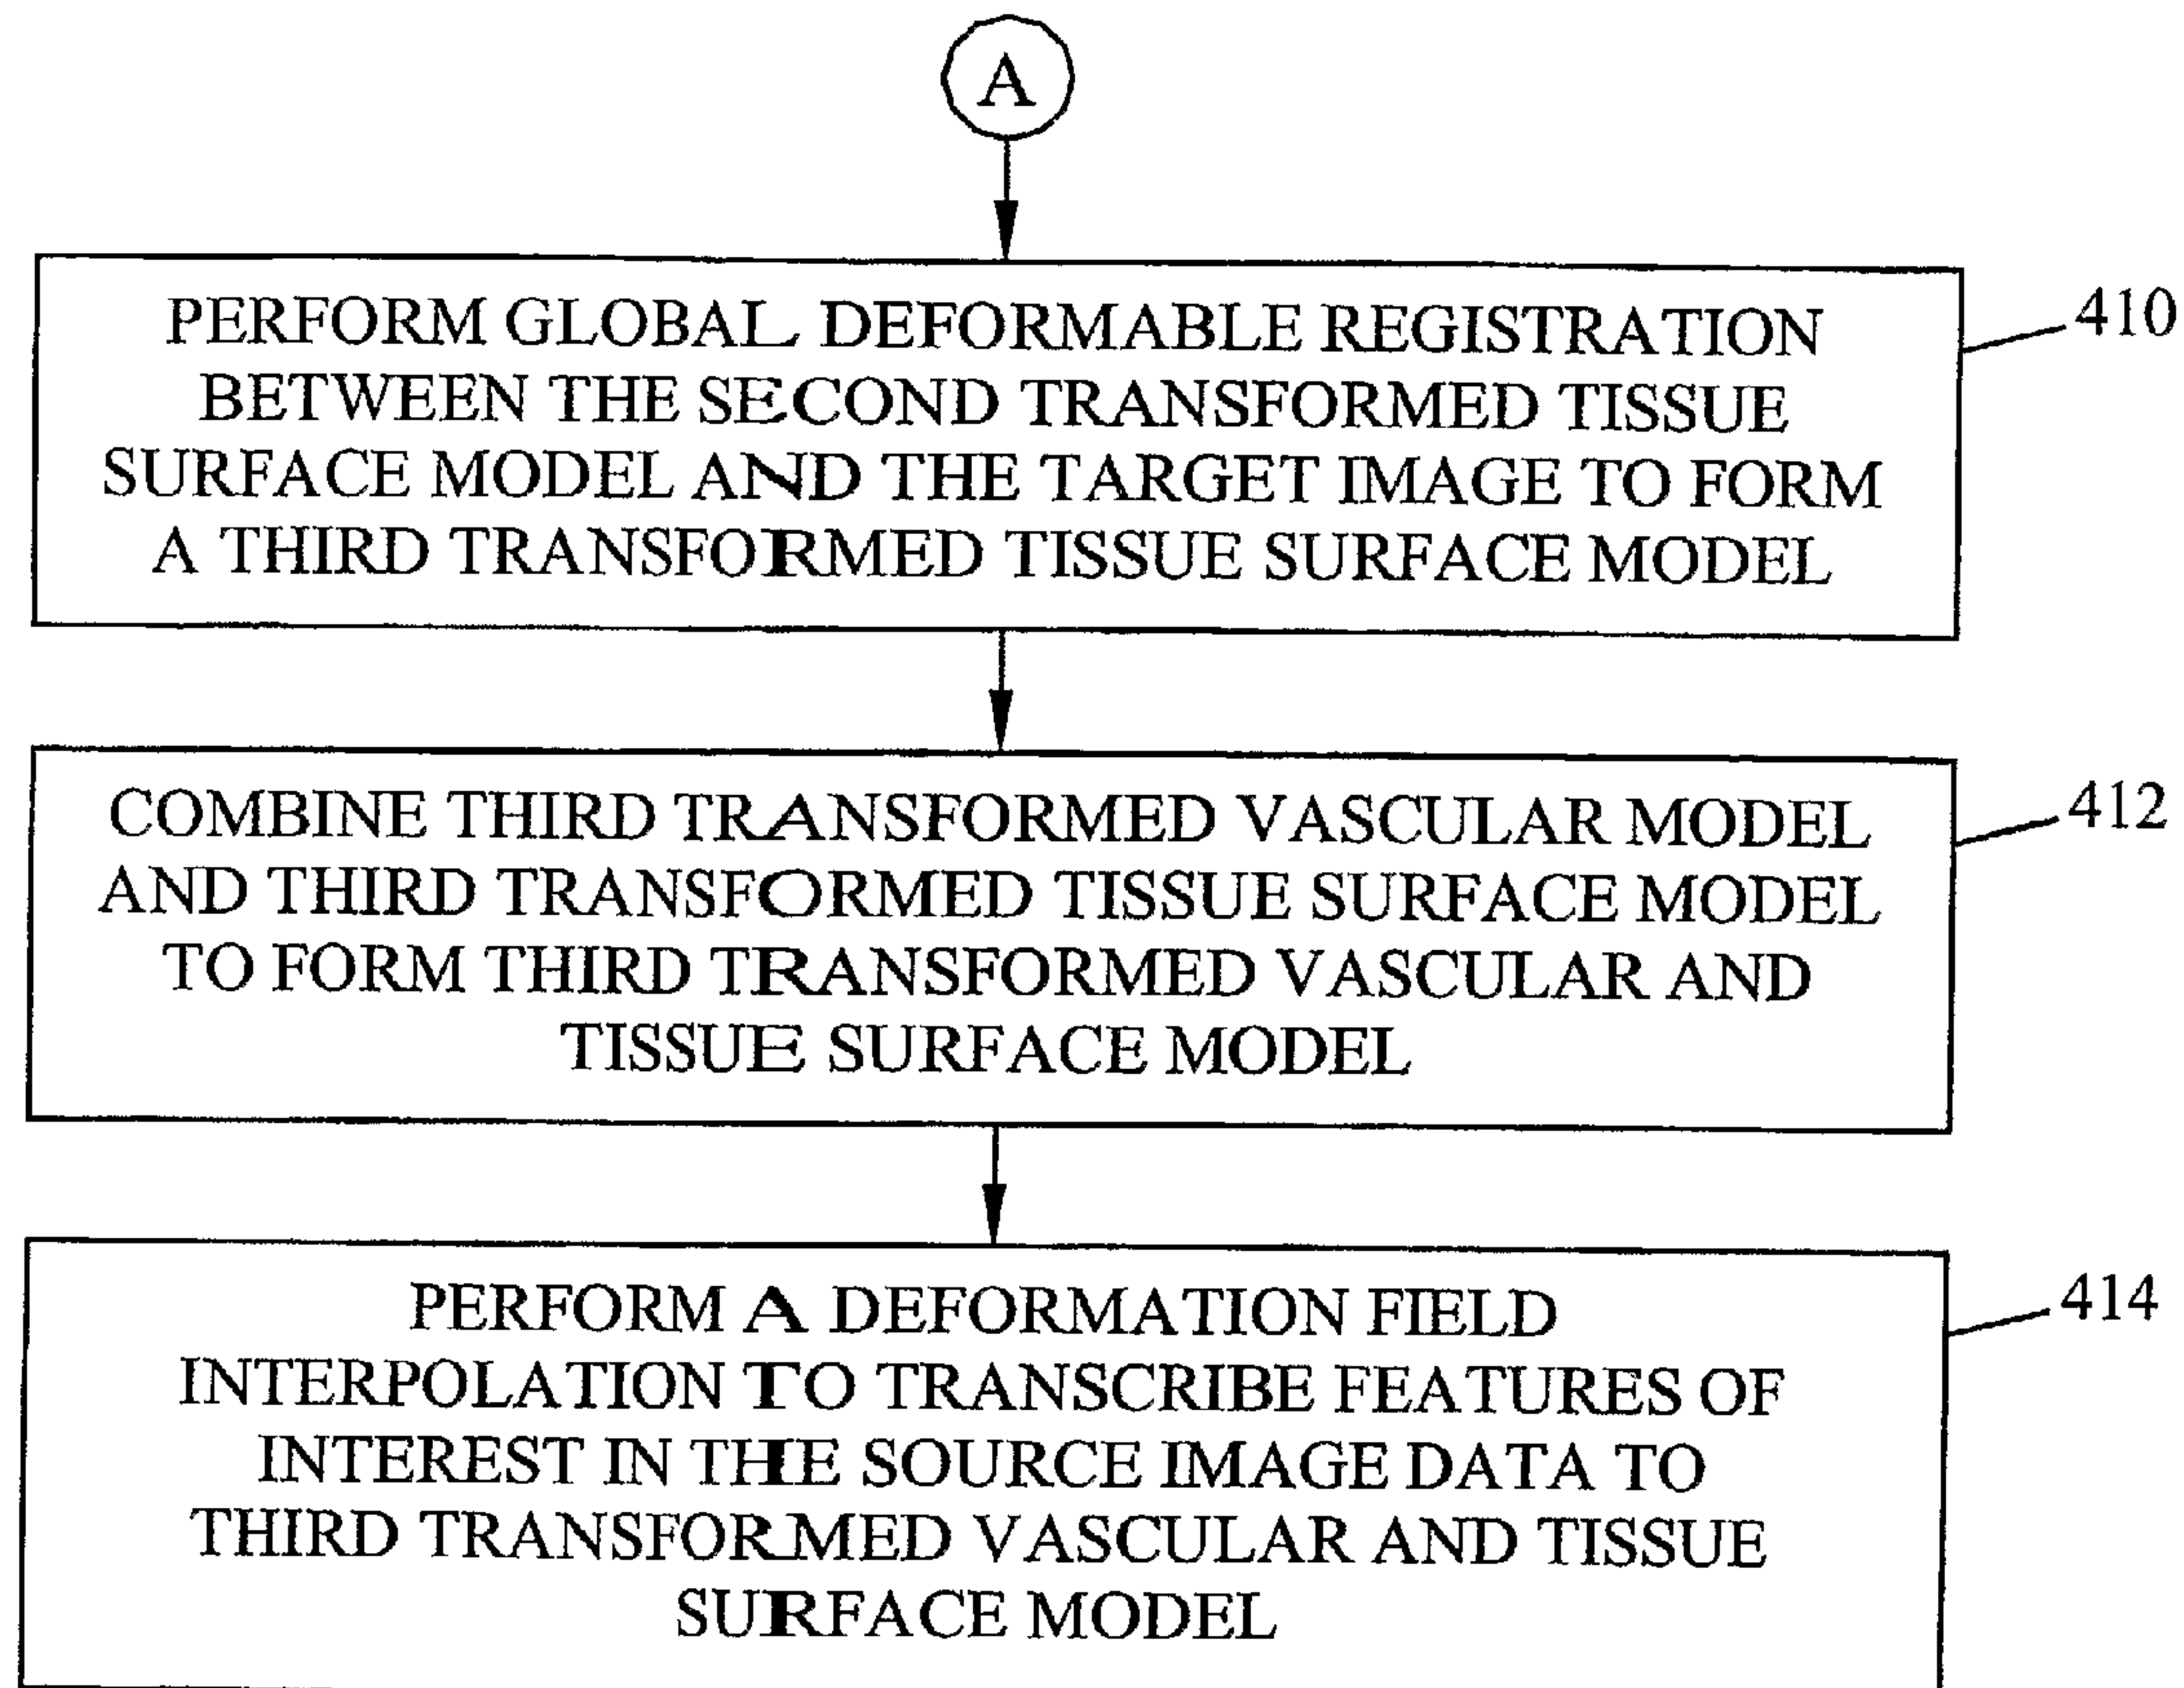 A
PERFORM GLOBAL DEFORMABLE REGISTRATION
BETWEEN THE SECOND TRANSFORMED TISSUE
SURFACE MODEL AND THE TARGET IMAGE TO FORM
A THIRD TRANSFORMED TISSUE SURFACE MODEL
410
COMBINE THIRD TRANSFORMED VASCULAR MODEL
AND THIRD TRANSFORMED TISSUE SURFACE MODEL
TO FORM THIRD TRANSFORMED VASCULAR AND
TISSUE SURFACE MODEL
412
PERFORM A DEFORMATION FIELD
INTERPOLATION TO TRANSCRIBE FEATURES OF
INTEREST IN THE SOURCE IMAGE DATA TO
THIRD TRANSFORMED VASCULAR AND TISSUE
SURFACE MODEL
414